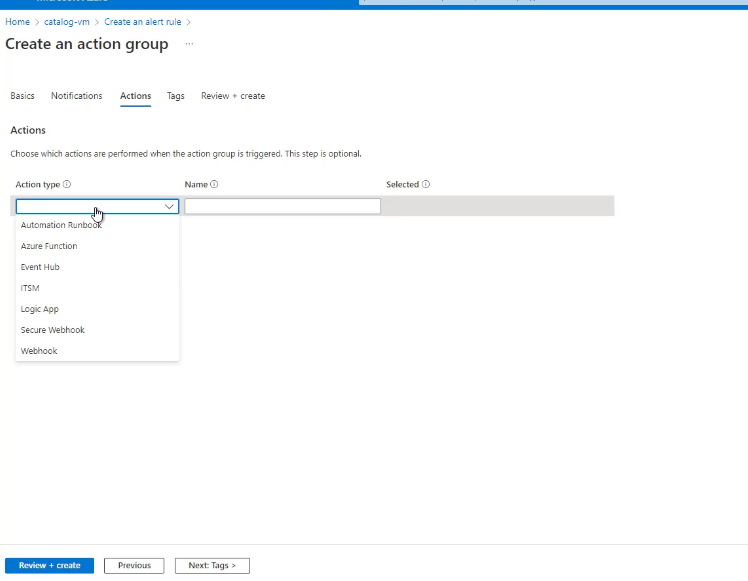 Microsoft Azure
Home > catalog-vm > Create an alert rule >
Create an action group ...
Basics Notifications Actions Tags Review + create
Actions
Choose which actions are performed when the action group is triggered. This step is optional.
Action type Name Selected
Automation Runbook
Azure Function
Event Hub
ITSM
Logic App
Secure Webhook
Webhook
Review + create Previous Next: Tags >